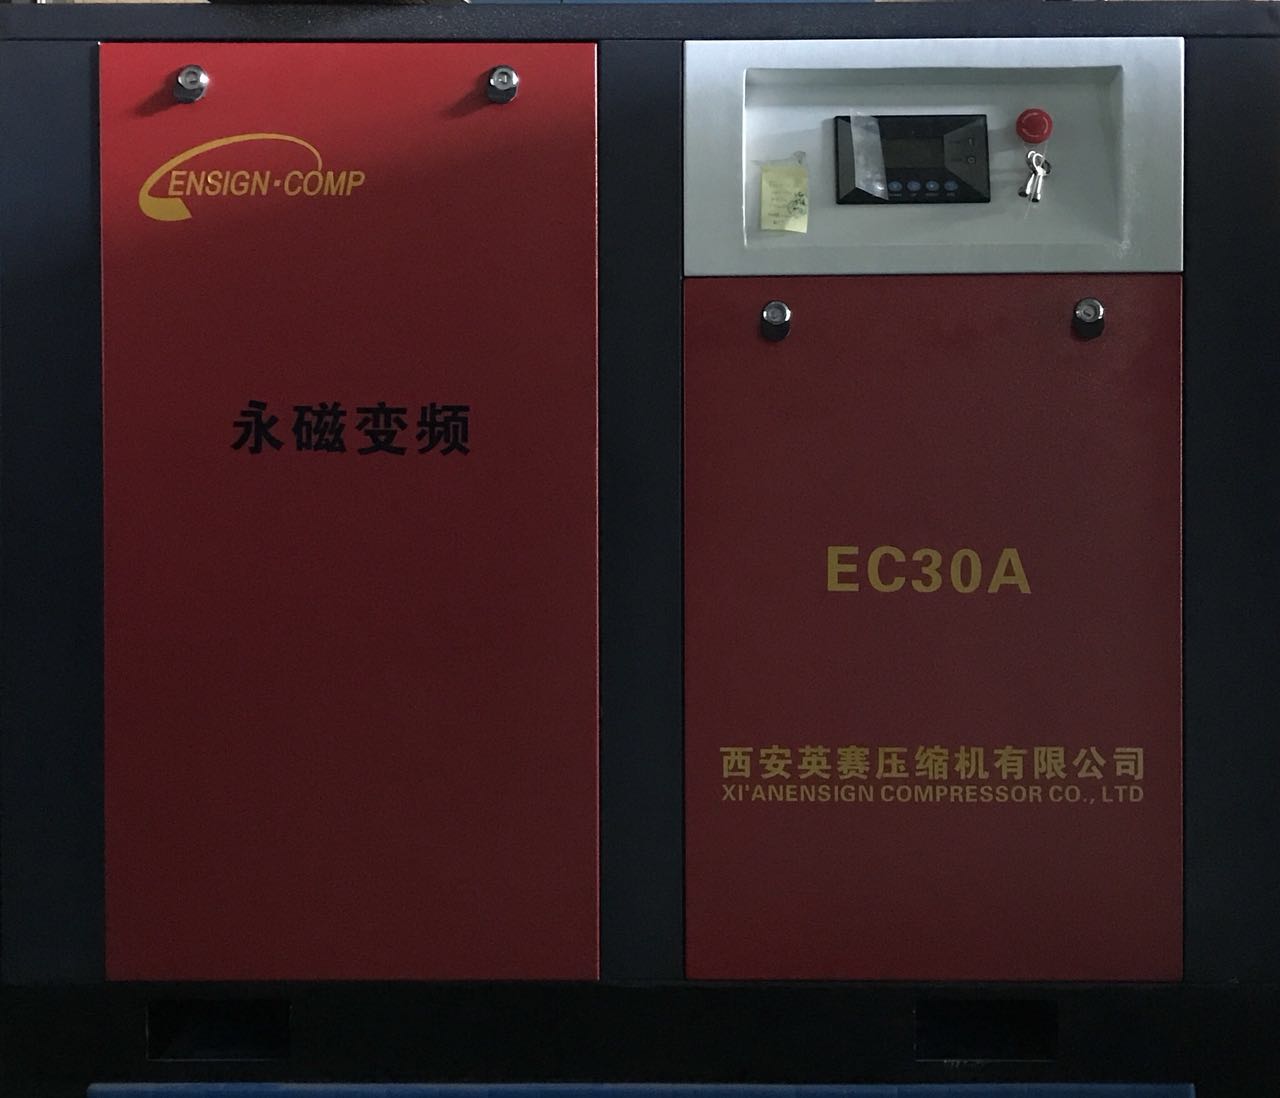 ENSIGN·COMP
永磁变频
EC30A
西安英赛压缩机有限公司
XI'ANENSIGN COMPRESSOR CO., LTD